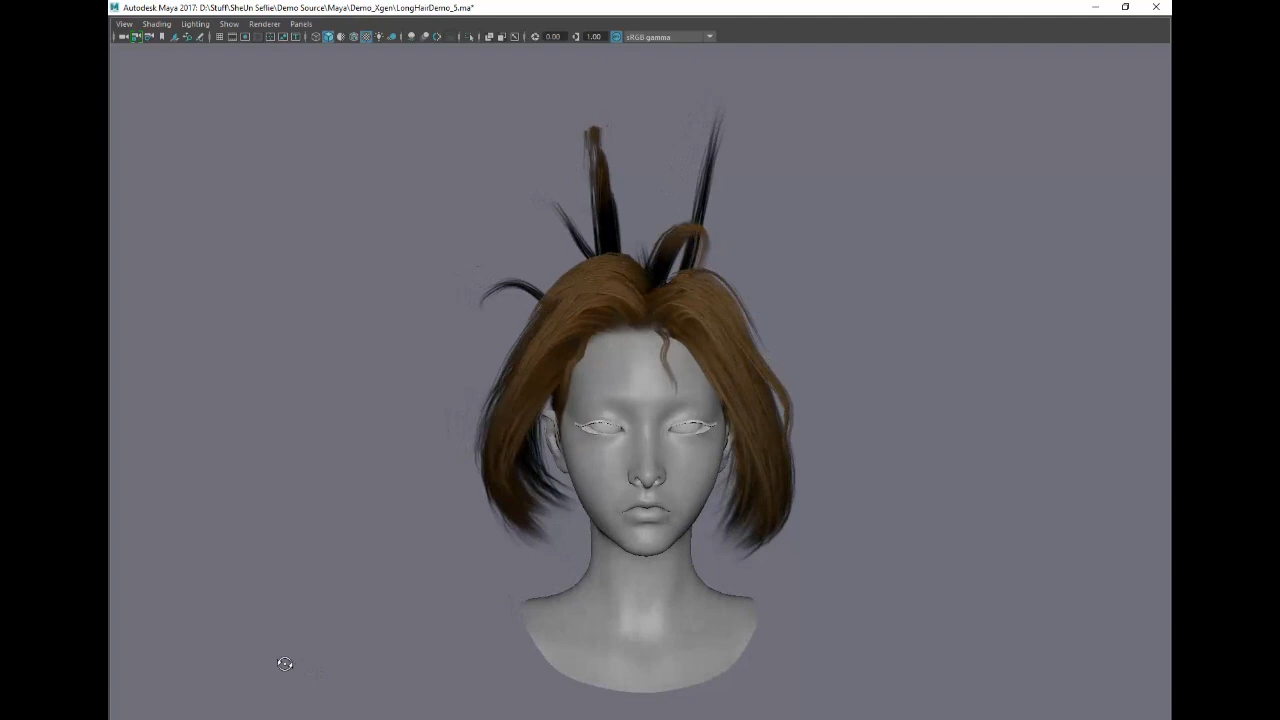 Autodesk Maya 2017: D:\Stuff\SheUn Seflie\Demo Source\Maya\Demo_Xgen\LongHairDemo_5.ma*
View Shading Lighting Show Renderer Panels
0.00 1.00 sRGB gamma